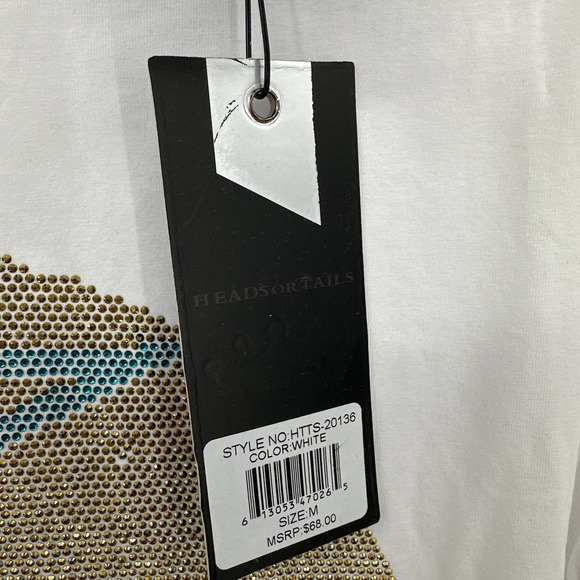 HEADS OR TAILS
STYLE NO:HTTS-20136
COLOR:WHITE
6 13053 47026 5
SIZE:M
MSRP:$68.00